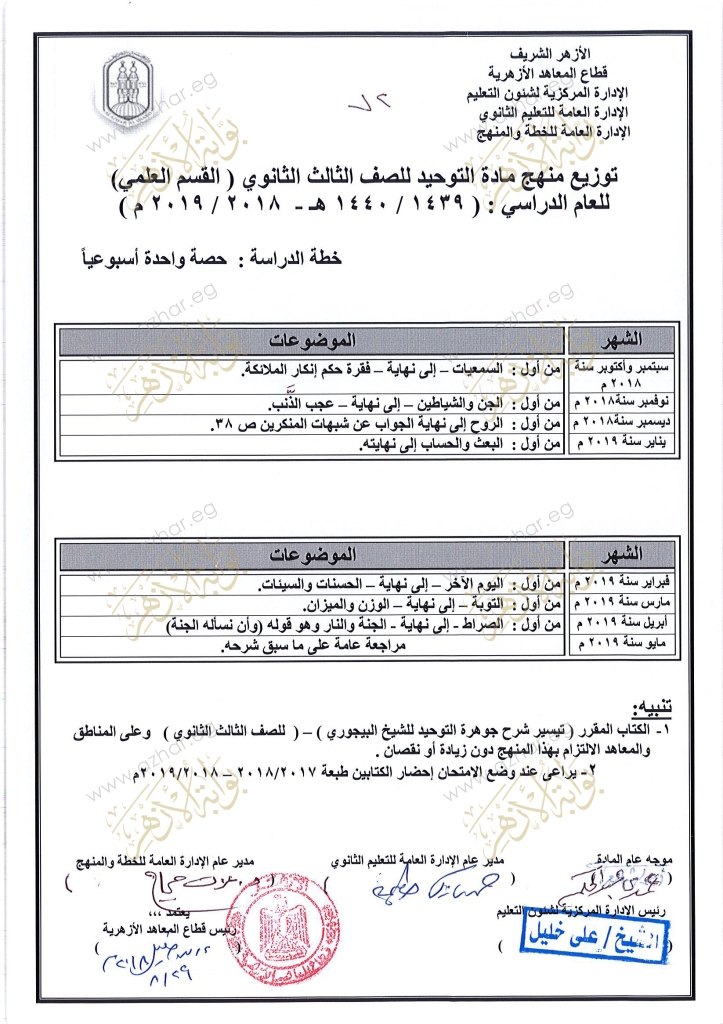 الأزهر الشريف
قطاع المعاهد الأزهرية
الإدارة المركزية لشئون التعليم
الإدارة العامة للتعليم الثانوي
الإدارة العامة للخطة والمنهج
٧٢
توزيع منهج مادة التوحيد للصف الثالث الثانوي ( القسم العلمي)
للعام الدراسي : ( ١٤٣٩ / ١٤٤٠ هـ - ٢٠١٨ / ٢٠١٩ م )
خطة الدراسة : حصة واحدة أسبوعياً
الشهر الموضوعات
سبتمبر وأكتوبر سنة ٢٠١٨ م من أول : السمعيات – إلى نهاية – فقرة حكم إنكار الملائكة.
نوفمبر سنة٢٠١٨ م من أول : الجن والشياطين – إلى نهاية – عجب الذَّنَب.
ديسمبر سنة٢٠١٨ م من أول : الروح إلى نهاية الجواب عن شبهات المنكرين ص ٣٨.
يناير سنة ٢٠١٩ م من أول : البعث والحساب إلى نهايته.
الشهر الموضوعات
فبراير سنة ٢٠١٩ م من أول : اليوم الآخر – إلى نهاية – الحسنات والسيئات.
مارس سنة ٢٠١٩ م من أول : التوبة – إلى نهاية – الوزن والميزان.
أبريل سنة ٢٠١٩ م من أول : الصراط - إلى نهاية - الجنة والنار وهو قوله (وأن نسأله الجنة)
مايو سنة ٢٠١٩ م مراجعة عامة على ما سبق شرحه.
تنبيه:
١- الكتاب المقرر ( تيسير شرح جوهرة التوحيد للشيخ البيجوري ) – ( للصف الثالث الثانوي ) وعلى المناطق
والمعاهد الالتزام بهذا المنهج دون زيادة أو نقصان .
٢- يراعى عند وضع الامتحان إحضار الكتابين طبعة ٢٠١٨/٢٠١٧ – ٢٠١٩/٢٠١٨م
موجه عام المادة مدير عام الإدارة العامة للتعليم الثانوي مدير عام الإدارة العامة للخطة والمنهج
رئيس الادارة المركزية لشئون التعليم
الشيخ / على خليل
يعتمد ،،،
رئيس قطاع المعاهد الأزهرية
٨/٢٩
www.azhar.eg
بوابة الأزهر